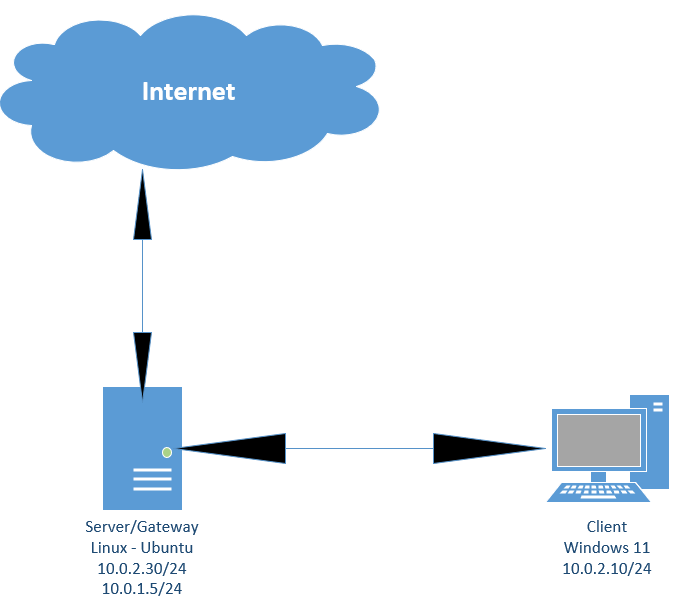 Internet
Server/Gateway
Linux - Ubuntu
10.0.2.30/24
10.0.1.5/24
Client
Windows 11
10.0.2.10/24